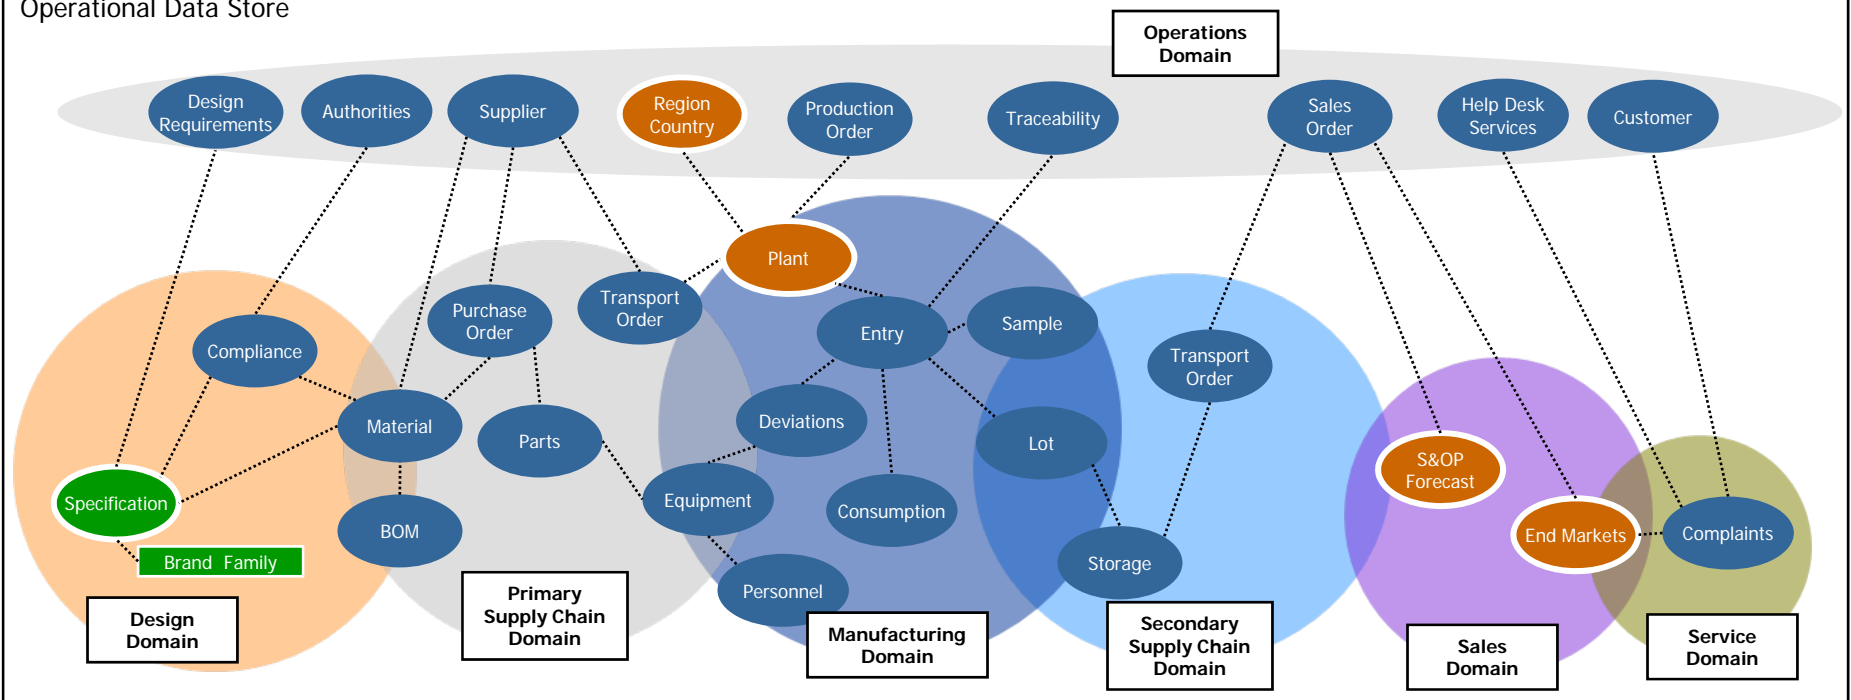 Operational Data Store
Operations
Domain
Design
Requirements
Authorities
Supplier
Region
Country
Production
Order
Traceability
Sales
Order
Help Desk
Services
Customer
Plant
Compliance
Purchase
Order
Transport
Order
Entry
Sample
Transport
Order
Material
Parts
Deviations
Lot
S&OP
Forecast
Specification
BOM
Equipment
Consumption
End Markets
Complaints
Brand Family
Personnel
Storage
Design
Domain
Primary
Supply Chain
Domain
Manufacturing
Domain
Secondary
Supply Chain
Domain
Sales
Domain
Service
Domain